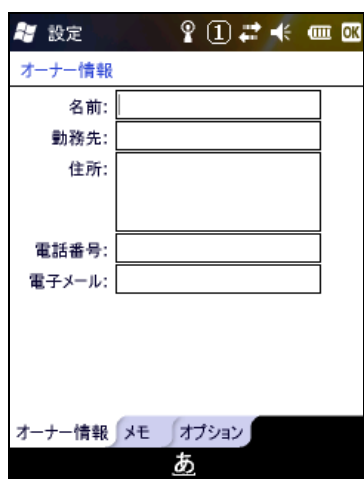 設定 1 OK
オーナー情報
名前:
勤務先:
住所:
電話番号:
電子メール:
オーナー情報 メモ オプション
あ